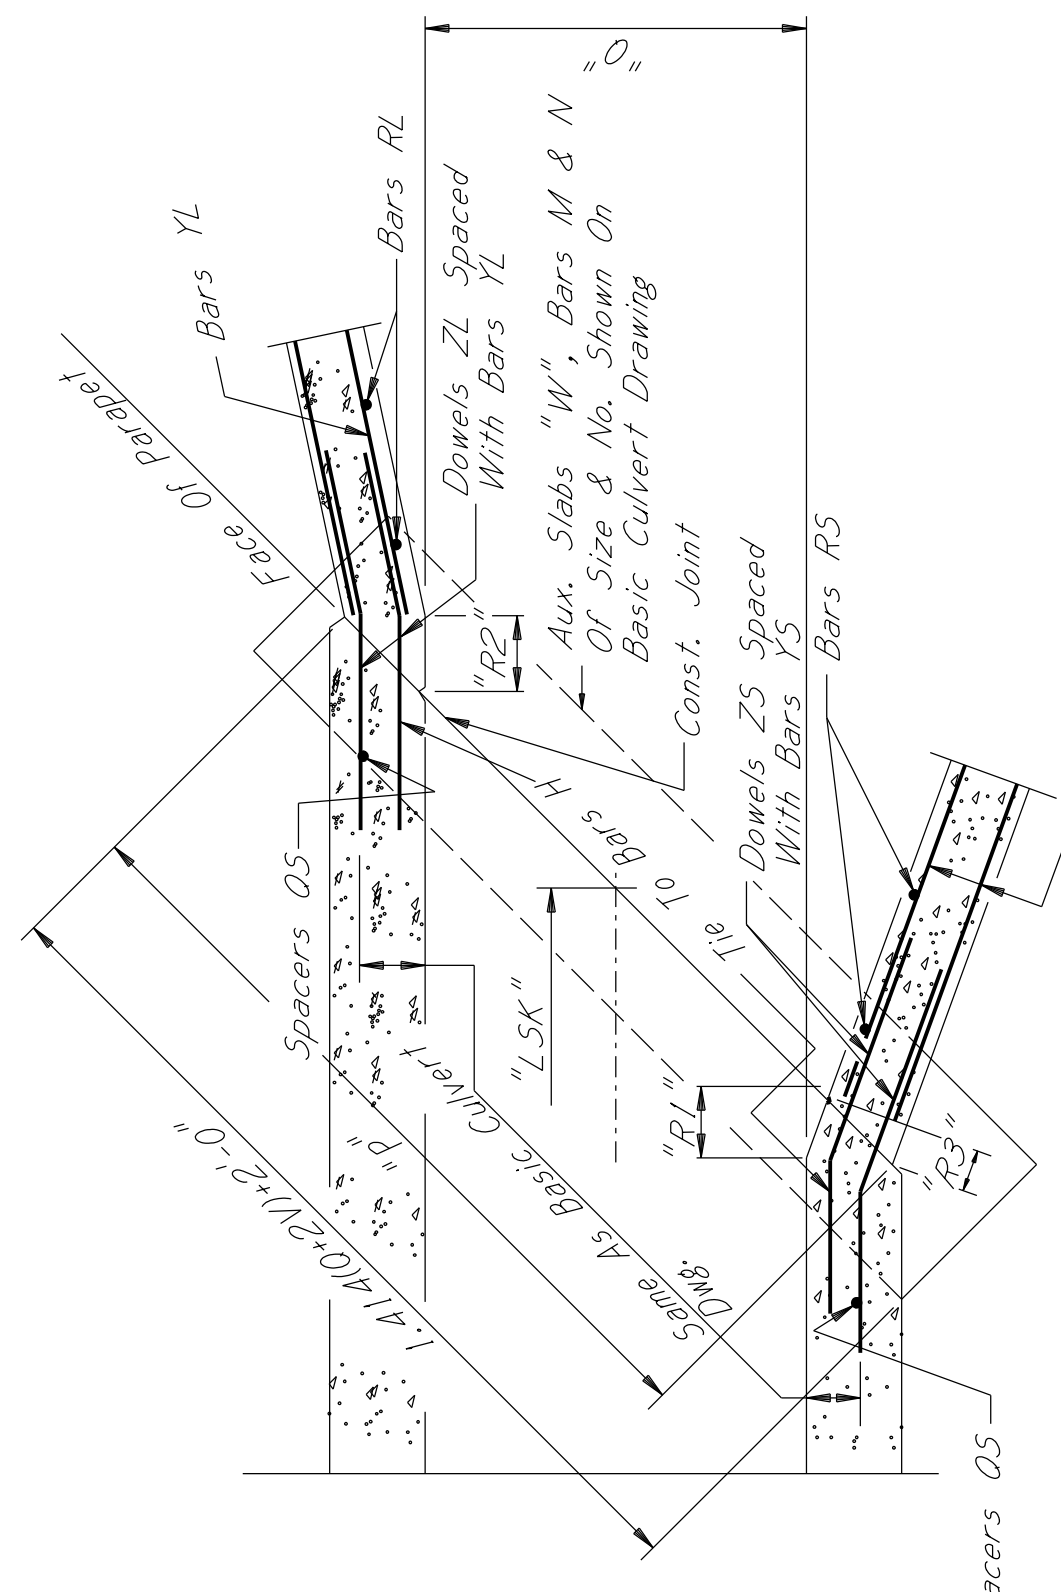 "Q"
Bars YL
Bars RL
Face Of Parapet
Dowels ZL Spaced
With Bars YL
Aux. Slabs "W", Bars M & N
Of Size & No. Shown On
Basic Culvert Drawing
"R2"
Const. Joint
Dowels ZS Spaced
With Bars YS
Bars RS
Tie To Bars H
Spacers QS
"LSK"
"P"
1.414(Q+2V)+2'-0"
Same As Basic Culvert
Dwg.
"R1"
"R3"
acers QS